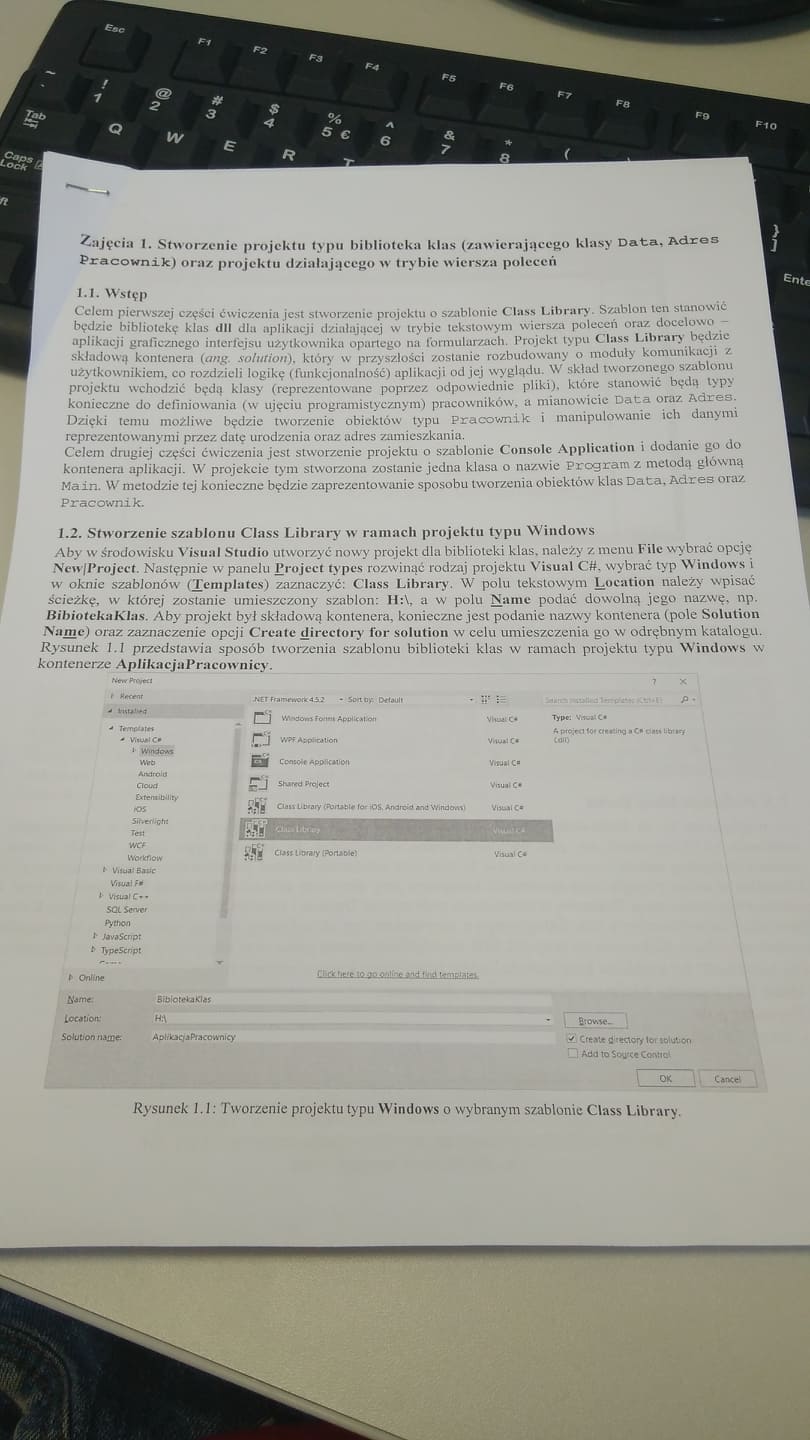 Esc
F1
F2
F3
F4
F5
F6
F7
F8
F9
F10
~
!
1
@
2
#
3
$
4
%
5 €
^
6
&
7
*
8
(
Tab
Q
W
E
R
T
}
]
Caps
Lock
Ente
Zajęcia 1. Stworzenie projektu typu biblioteka klas (zawierającego klasy Data, Adres
Pracownik) oraz projektu działającego w trybie wiersza poleceń
1.1. Wstęp
Celem pierwszej części ćwiczenia jest stworzenie projektu o szablonie Class Library. Szablon ten stanowić
będzie bibliotekę klas dll dla aplikacji działającej w trybie tekstowym wiersza poleceń oraz docelowo –
aplikacji graficznego interfejsu użytkownika opartego na formularzach. Projekt typu Class Library będzie
składową kontenera (ang. solution), który w przyszłości zostanie rozbudowany o moduły komunikacji z
użytkownikiem, co rozdzieli logikę (funkcjonalność) aplikacji od jej wyglądu. W skład tworzonego szablonu
projektu wchodzić będą klasy (reprezentowane poprzez odpowiednie pliki), które stanowić będą typy
konieczne do definiowania (w ujęciu programistycznym) pracowników, a mianowicie Data oraz Adres.
Dzięki temu możliwe będzie tworzenie obiektów typu Pracownik i manipulowanie ich danymi
reprezentowanymi przez datę urodzenia oraz adres zamieszkania.
Celem drugiej części ćwiczenia jest stworzenie projektu o szablonie Console Application i dodanie go do
kontenera aplikacji. W projekcie tym stworzona zostanie jedna klasa o nazwie Program z metodą główną
Main. W metodzie tej konieczne będzie zaprezentowanie sposobu tworzenia obiektów klas Data, Adres oraz
Pracownik.
1.2. Stworzenie szablonu Class Library w ramach projektu typu Windows
Aby w środowisku Visual Studio utworzyć nowy projekt dla biblioteki klas, należy z menu File wybrać opcję
New|Project. Następnie w panelu Project types rozwinąć rodzaj projektu Visual C#, wybrać typ Windows i
w oknie szablonów (Templates) zaznaczyć: Class Library. W polu tekstowym Location należy wpisać
ścieżkę, w której zostanie umieszczony szablon: H:\, a w polu Name podać dowolną jego nazwę, np.
BibiotekaKlas. Aby projekt był składową kontenera, konieczne jest podanie nazwy kontenera (pole Solution
Name) oraz zaznaczenie opcji Create directory for solution w celu umieszczenia go w odrębnym katalogu.
Rysunek 1.1 przedstawia sposób tworzenia szablonu biblioteki klas w ramach projektu typu Windows w
kontenerze AplikacjaPracownicy.
New Project
?
Recent
.NET Framework 4.5.2
Sort by: Default
Search Installed Templates (Ctrl+E)
Installed
Templates
Visual C#
Windows
Web
Android
Cloud
Extensibility
iOS
Silverlight
Test
WCF
Workflow
Visual Basic
Visual F#
Visual C++
SQL Server
Python
JavaScript
TypeScript
Online
Windows Forms Application Visual C#
WPF Application Visual C#
Console Application Visual C#
Shared Project Visual C#
Class Library (Portable for iOS, Android and Windows) Visual C#
Class Library Visual C#
Class Library (Portable) Visual C#
Type: Visual C#
A project for creating a C# class library
(.dll)
Click here to go online and find templates.
Name: BibiotekaKlas
Location: H:\
Browse...
Solution name: AplikacjaPracownicy
Create directory for solution
Add to Source Control
OK
Cancel
Rysunek 1.1: Tworzenie projektu typu Windows o wybranym szablonie Class Library.